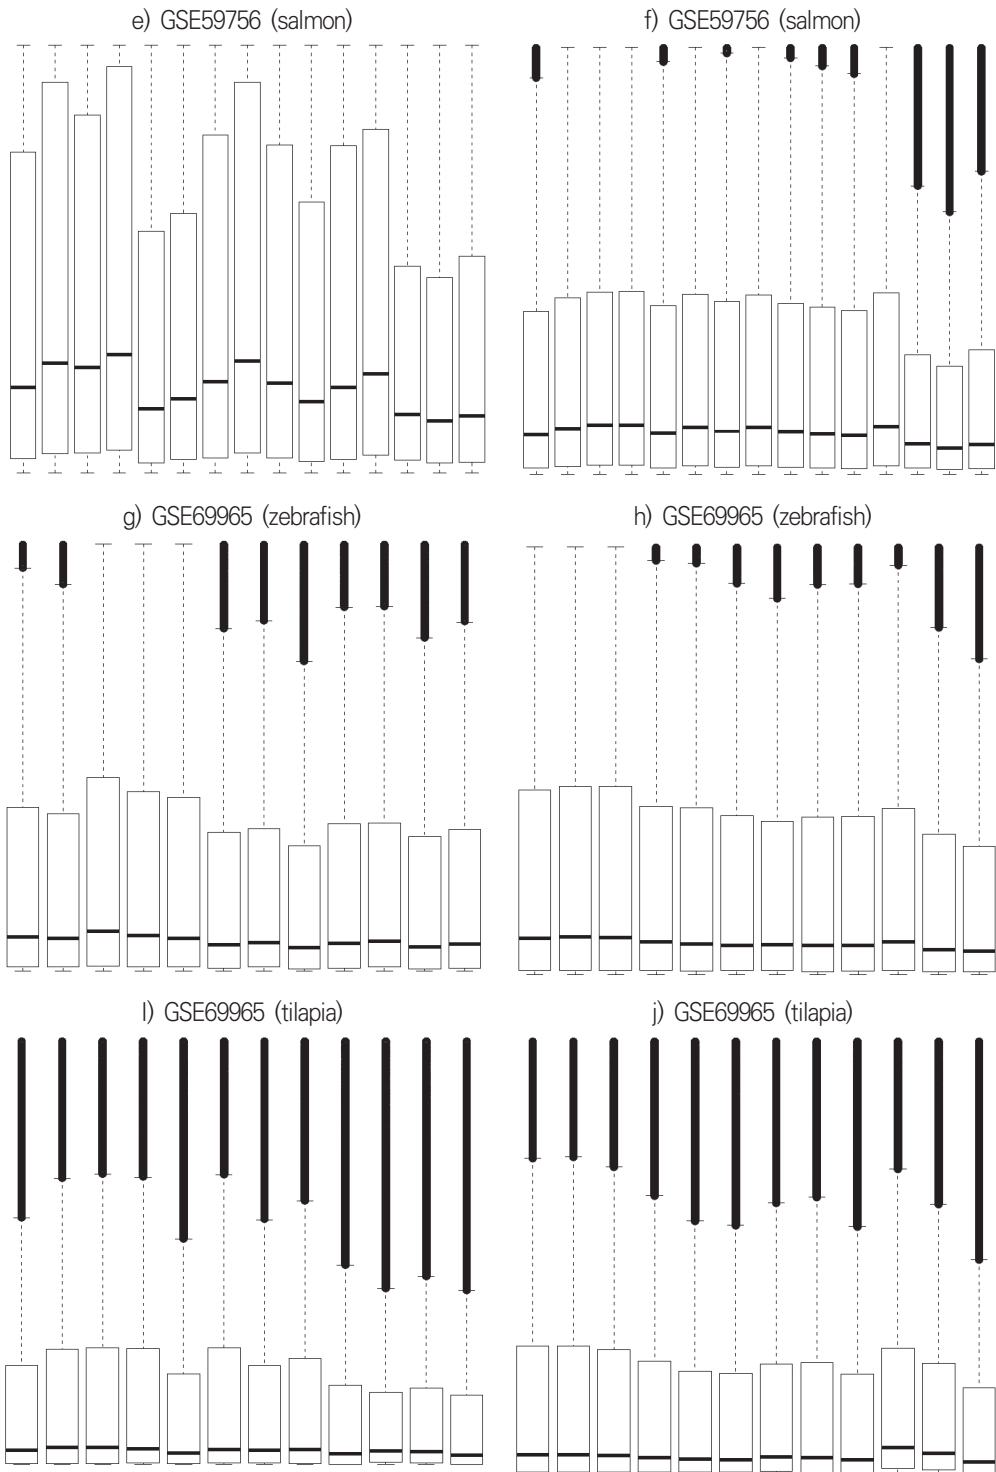 e) GSE59756 (salmon)
f) GSE59756 (salmon)
g) GSE69965 (zebrafish)
h) GSE69965 (zebrafish)
l) GSE69965 (tilapia)
j) GSE69965 (tilapia)